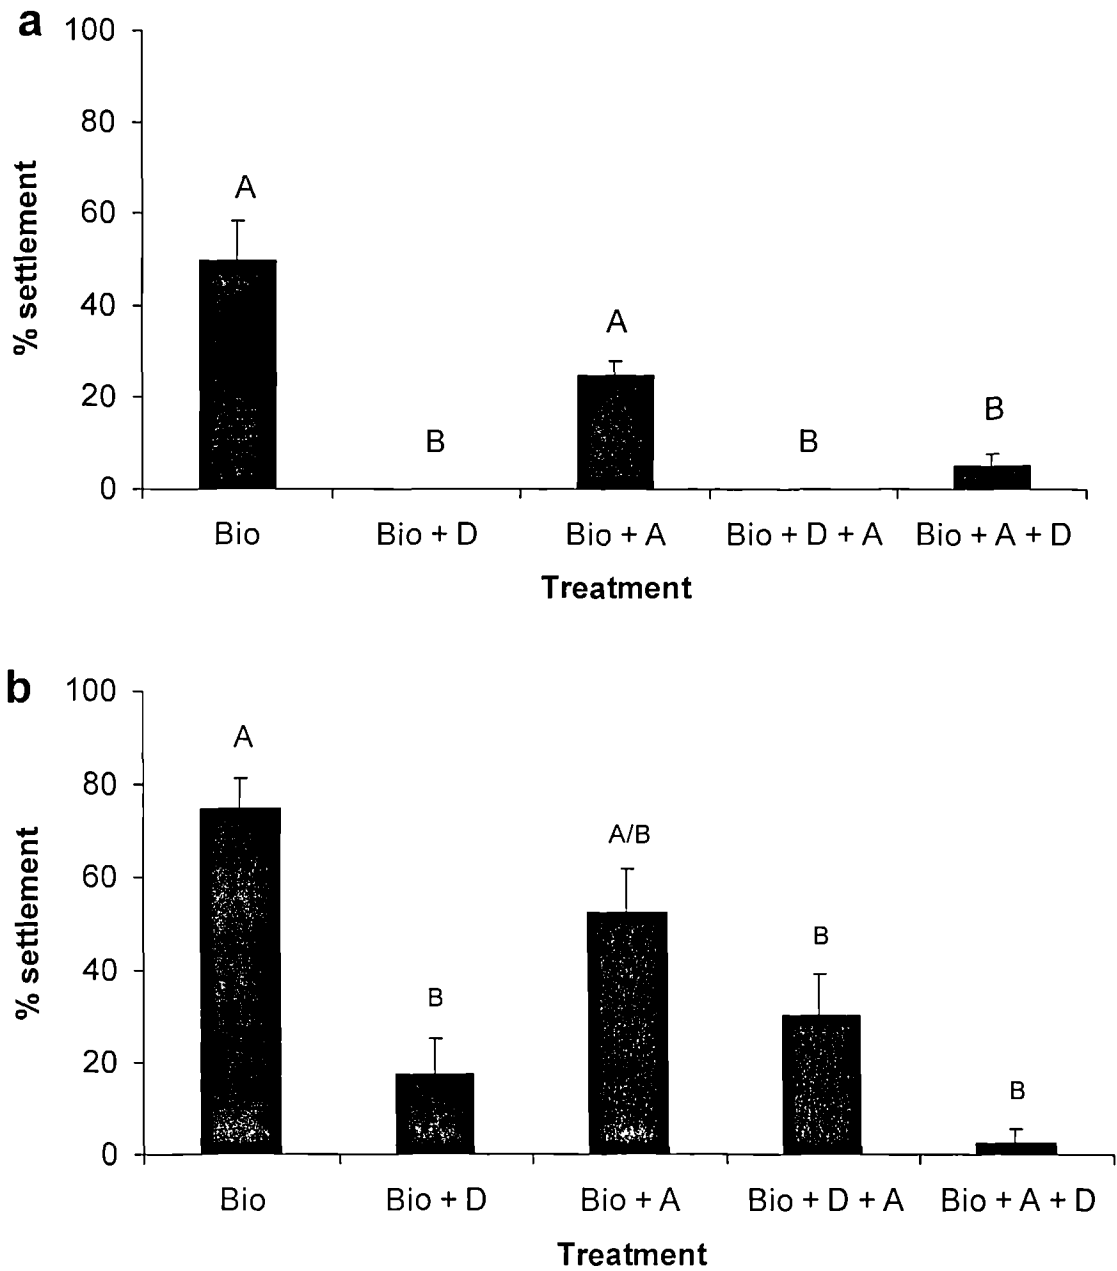 a
100
80
60
40
20
0
% settlement
A
B
A
B
B
Bio
Bio + D
Bio + A
Bio + D + A
Bio + A + D
Treatment
b
100
80
60
40
20
0
% settlement
A
B
A/B
B
B
Bio
Bio + D
Bio + A
Bio + D + A
Bio + A + D
Treatment